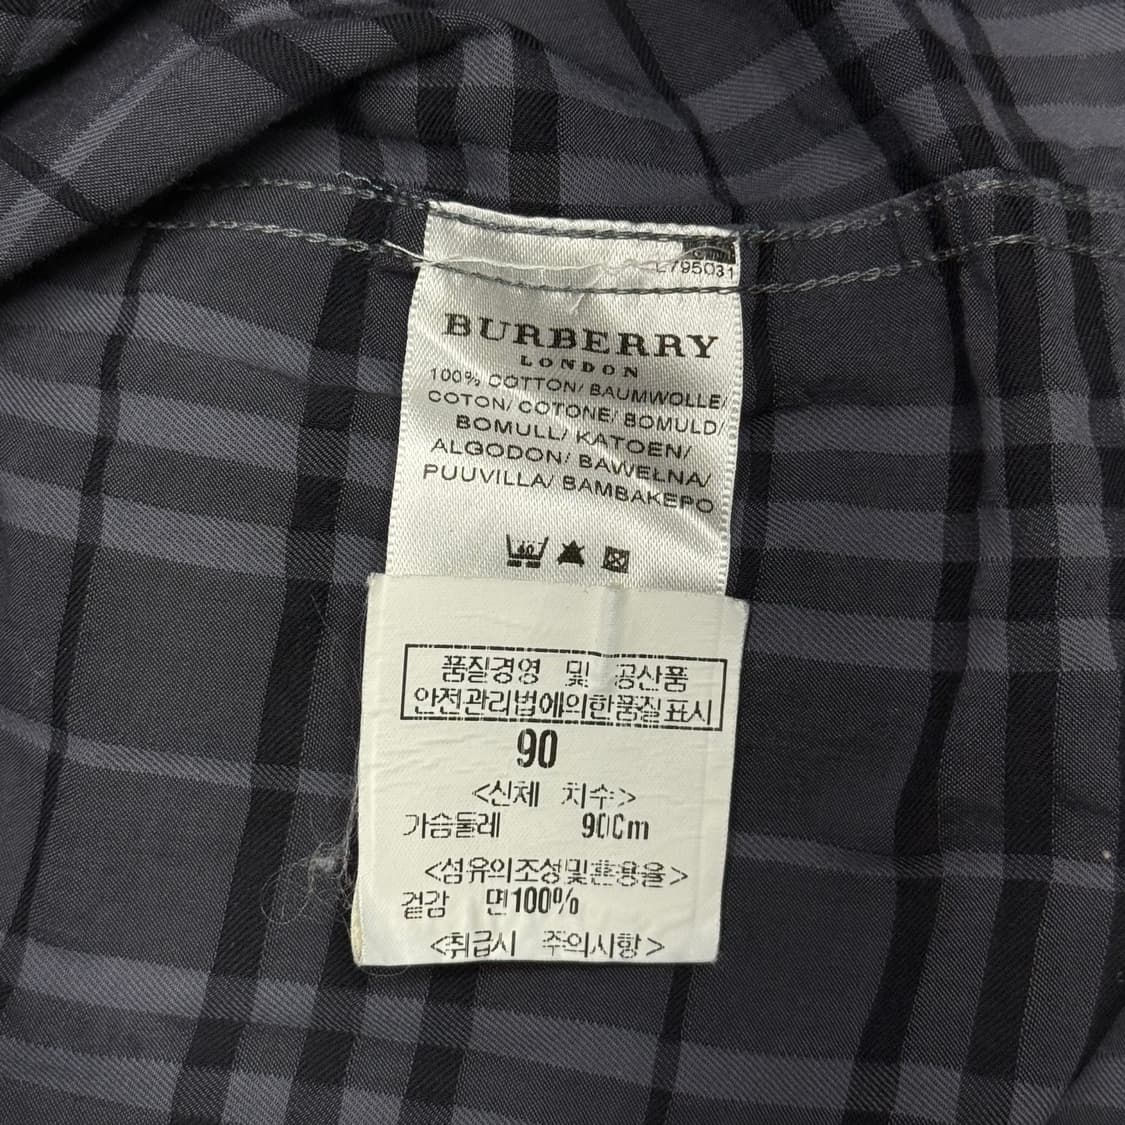 795031
BURBERRY
LONDON
100% COTTON/ BAUMWOLLE/
COTON/ COTONE/ BOMULD/
BOMULL/ KATOEN/
ALGODON/ BAWEŁNA/
PUUVILLA/ BAMBAKEPO
40
품질경영 및 공산품
안전관리법에의한품질표시
90
<신체 치수>
가슴둘레 90Cm
<섬유의조성및혼용율>
겉감 면100%
<취급시 주의사항>